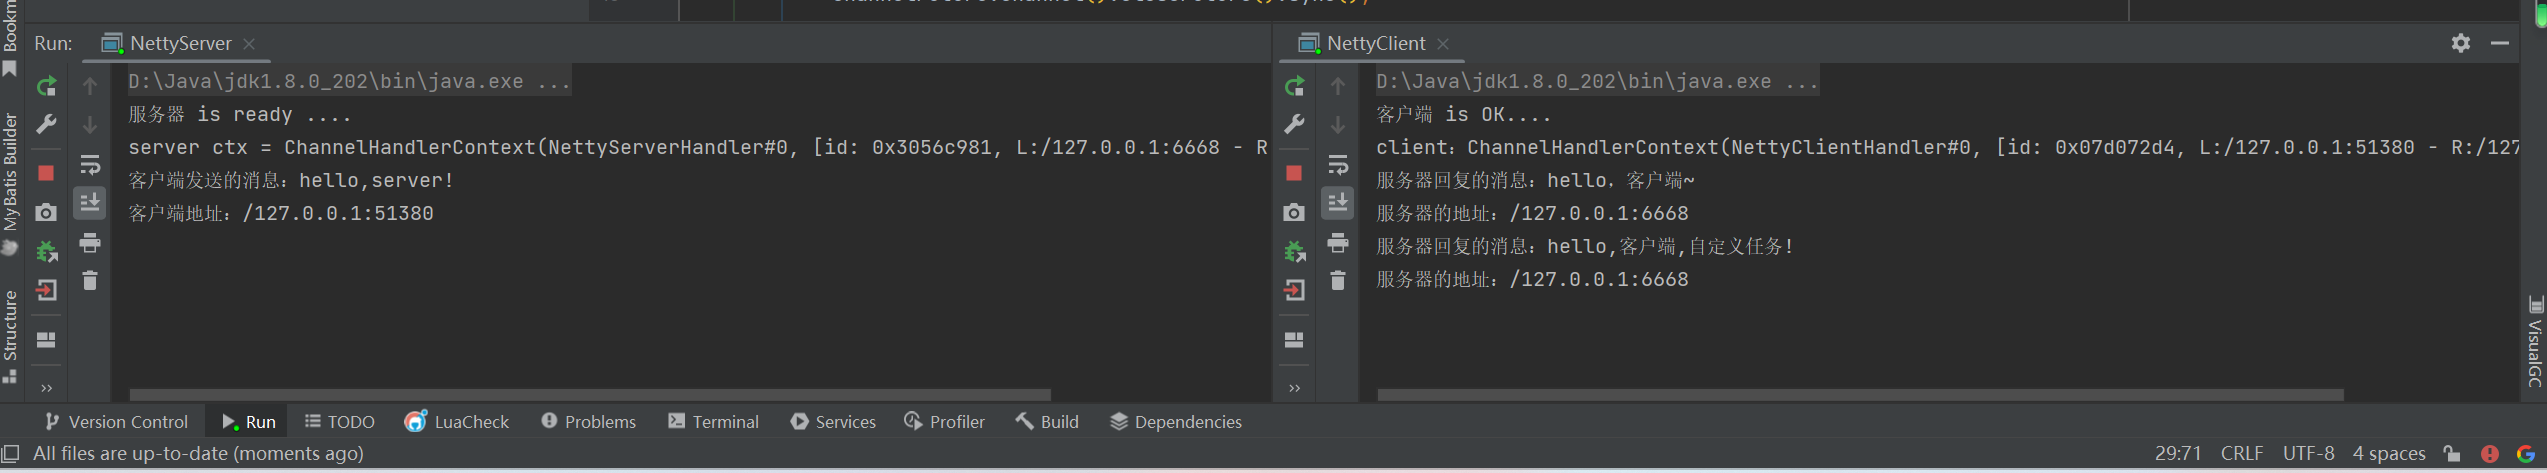 Run:
NettyServer
D:\Java\jdk1.8.0_202\bin\java.exe ...
服务器 is ready ....
server ctx = ChannelHandlerContext(NettyServerHandler#0, [id: 0x3056c981, L:/127.0.0.1:6668 - R
客户端发送的消息：hello,server!
客户端地址：/127.0.0.1:51380
NettyClient
D:\Java\jdk1.8.0_202\bin\java.exe ...
客户端 is OK....
client：ChannelHandlerContext(NettyClientHandler#0, [id: 0x07d072d4, L:/127.0.0.1:51380 - R:/127
服务器回复的消息：hello，客户端~
服务器的地址：/127.0.0.1:6668
服务器回复的消息：hello,客户端,自定义任务!
服务器的地址：/127.0.0.1:6668
MyBatis Builder
Structure
VisualGC
Version Control
Run
TODO
LuaCheck
Problems
Terminal
Services
Profiler
Build
Dependencies
All files are up-to-date (moments ago)
29:71 CRLF UTF-8 4 spaces